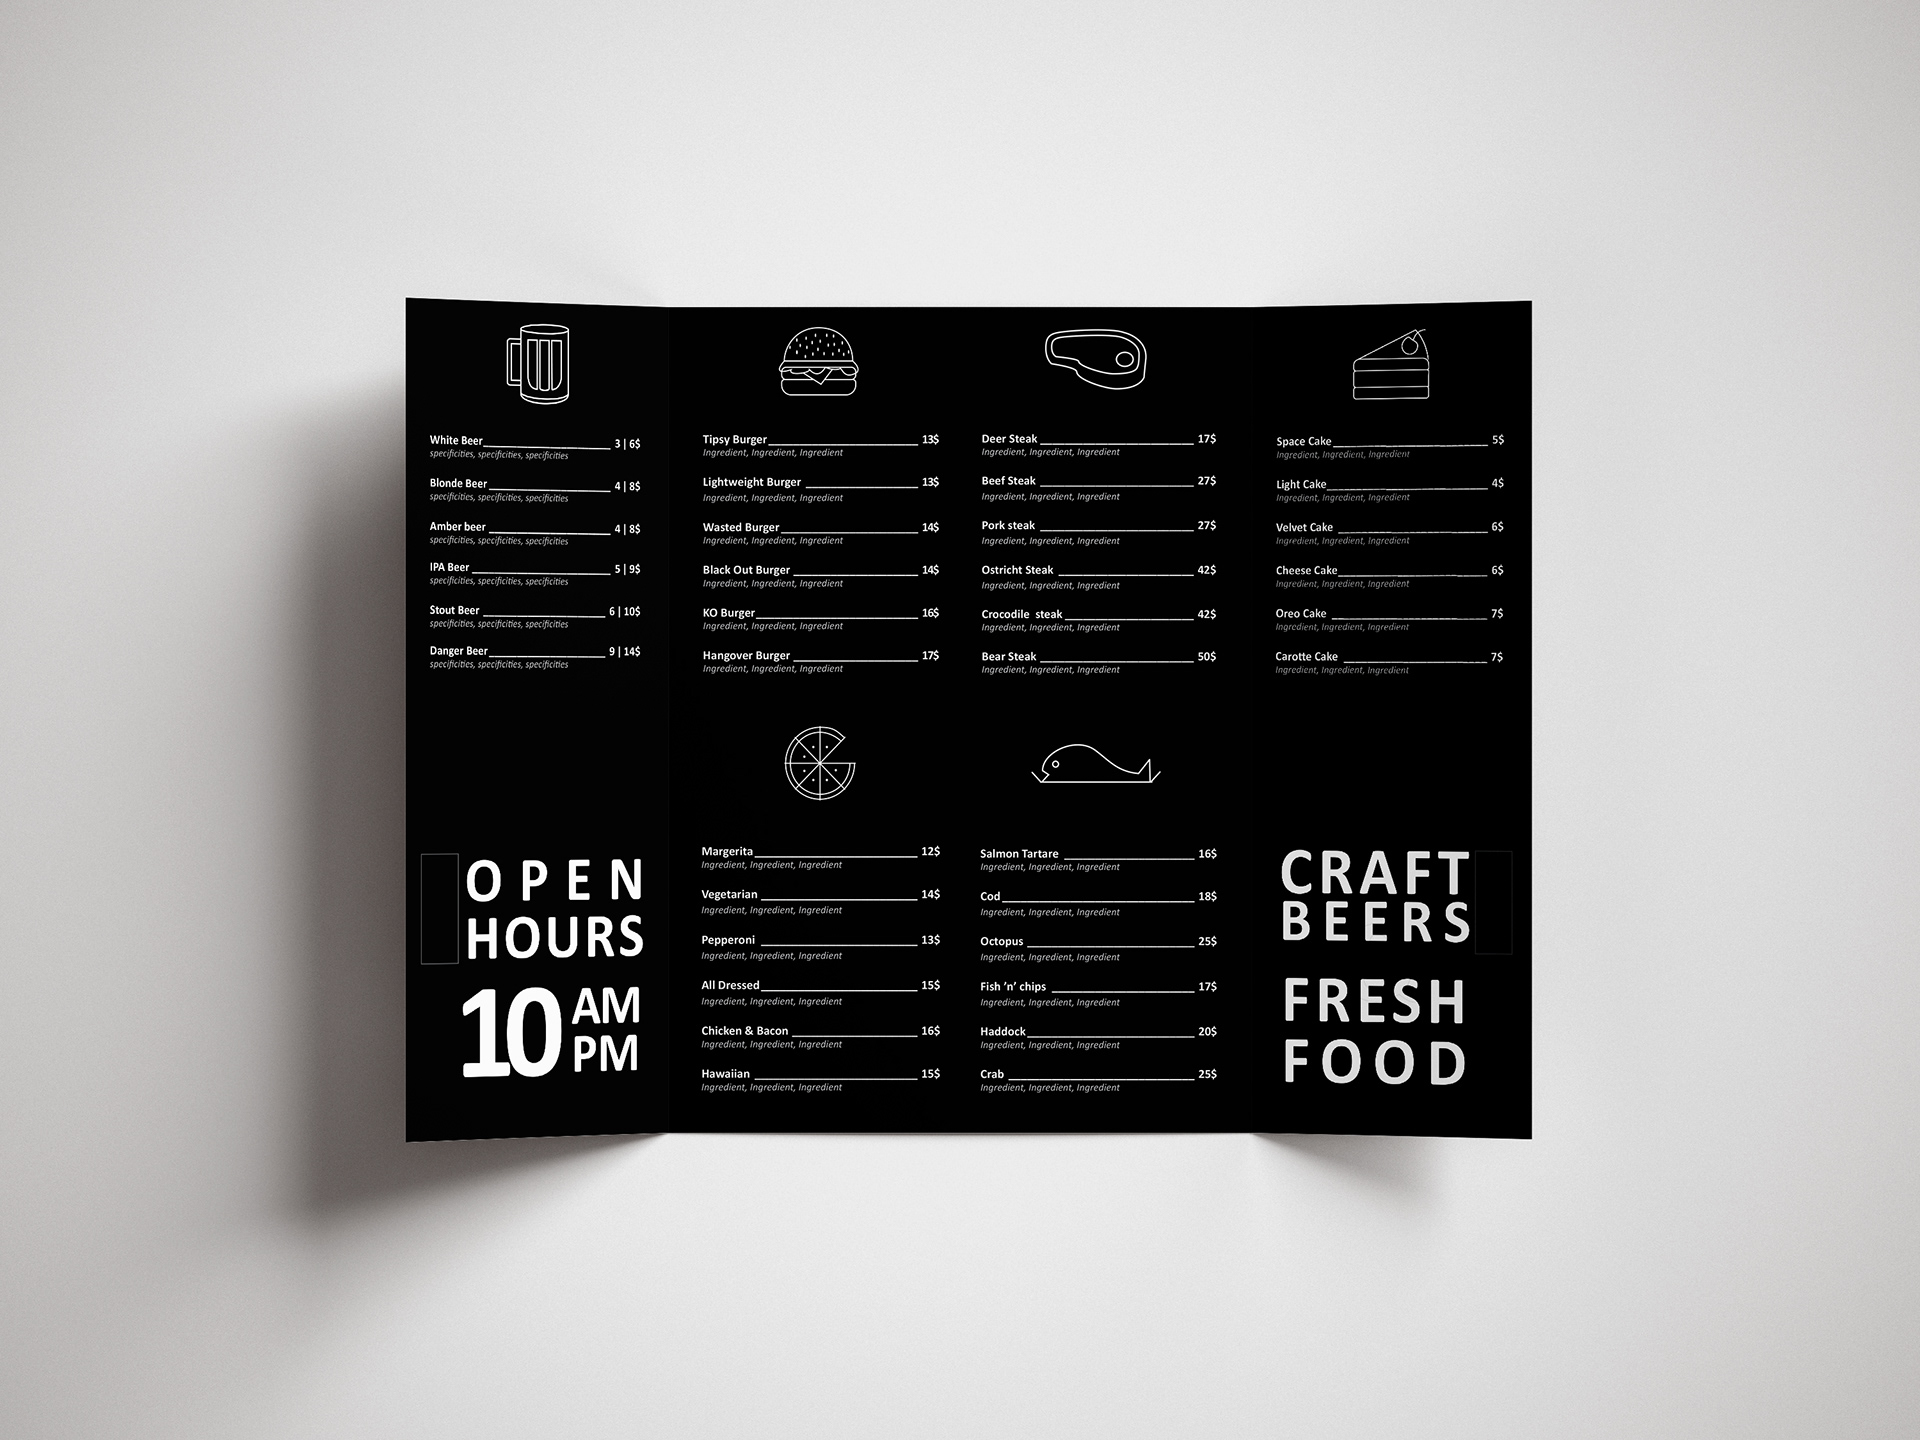 White Beer 3 | 6$
specificities, specificities, specificities
Blonde Beer 4 | 8$
specificities, specificities, specificities
Amber beer 4 | 8$
specificities, specificities, specificities
IPA Beer 5 | 9$
specificities, specificities, specificities
Stout Beer 6 | 10$
specificities, specificities, specificities
Danger Beer 9 | 14$
specificities, specificities, specificities
OPEN
HOURS
10 AM
PM
Tipsy Burger 13$
Ingredient, Ingredient, Ingredient
Lightweight Burger 13$
Ingredient, Ingredient, Ingredient
Wasted Burger 14$
Ingredient, Ingredient, Ingredient
Black Out Burger 14$
Ingredient, Ingredient, Ingredient
KO Burger 16$
Ingredient, Ingredient, Ingredient
Hangover Burger 17$
Ingredient, Ingredient, Ingredient
Margerita 12$
Ingredient, Ingredient, Ingredient
Vegetarian 14$
Ingredient, Ingredient, Ingredient
Pepperoni 13$
Ingredient, Ingredient, Ingredient
All Dressed 15$
Ingredient, Ingredient, Ingredient
Chicken & Bacon 16$
Ingredient, Ingredient, Ingredient
Hawaiian 15$
Ingredient, Ingredient, Ingredient
Deer Steak 17$
Ingredient, Ingredient, Ingredient
Beef Steak 27$
Ingredient, Ingredient, Ingredient
Pork steak 27$
Ingredient, Ingredient, Ingredient
Ostricht Steak 42$
Ingredient, Ingredient, Ingredient
Crocodile steak 42$
Ingredient, Ingredient, Ingredient
Bear Steak 50$
Ingredient, Ingredient, Ingredient
Salmon Tartare 16$
Ingredient, Ingredient, Ingredient
Cod 18$
Ingredient, Ingredient, Ingredient
Octopus 25$
Ingredient, Ingredient, Ingredient
Fish 'n' chips 17$
Ingredient, Ingredient, Ingredient
Haddock 20$
Ingredient, Ingredient, Ingredient
Crab 25$
Ingredient, Ingredient, Ingredient
Space Cake 5$
Ingredient, Ingredient, Ingredient
Light Cake 4$
Ingredient, Ingredient, Ingredient
Velvet Cake 6$
Ingredient, Ingredient, Ingredient
Cheese Cake 6$
Ingredient, Ingredient, Ingredient
Oreo Cake 7$
Ingredient, Ingredient, Ingredient
Carotte Cake 7$
Ingredient, Ingredient, Ingredient
CRAFT
BEERS
FRESH
FOOD